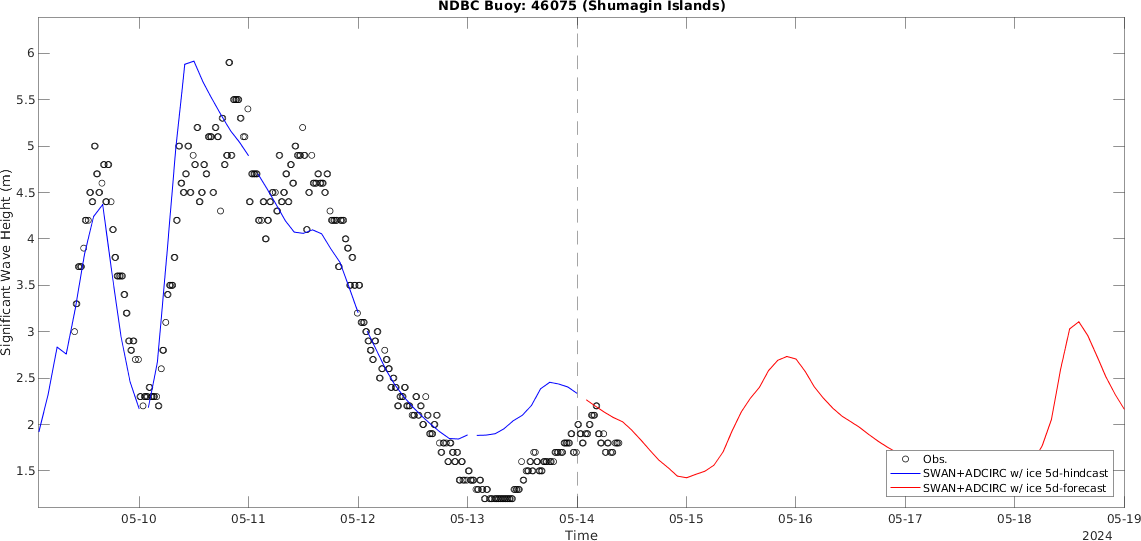 NDBC Buoy: 46075 (Shumagin Islands)
Significant Wave Height (m)
6
5.5
5
4.5
4
3.5
3
2.5
2
1.5
Obs.
SWAN+ADCIRC w/ ice 5d-hindcast
SWAN+ADCIRC w/ ice 5d-forecast
05-10 05-11 05-12 05-13 05-14 05-15 05-16 05-17 05-18 05-19
Time
2024